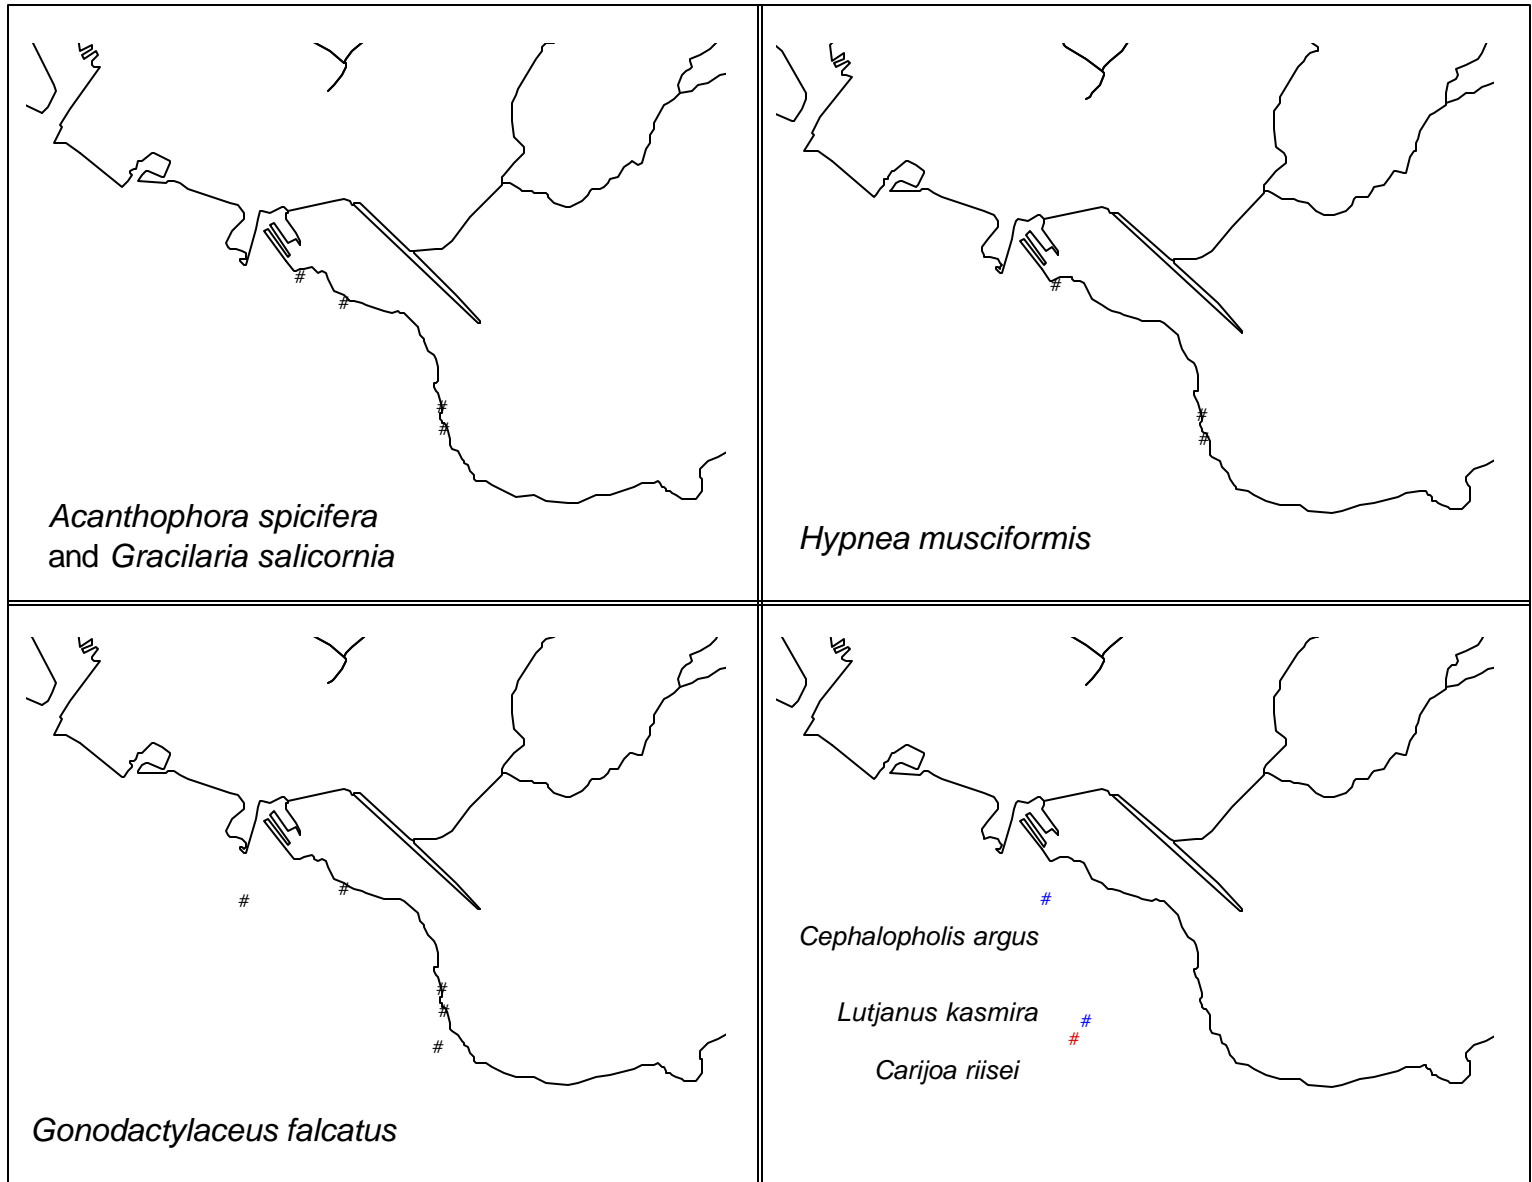 #
#
#
#
Acanthophora spicifera
and Gracilaria salicornia
#
#
#
Hypnea musciformis
#
#
#
#
#
Gonodactylaceus falcatus
#
Cephalopholis argus
Lutjanus kasmira #
#
Carijoa riisei